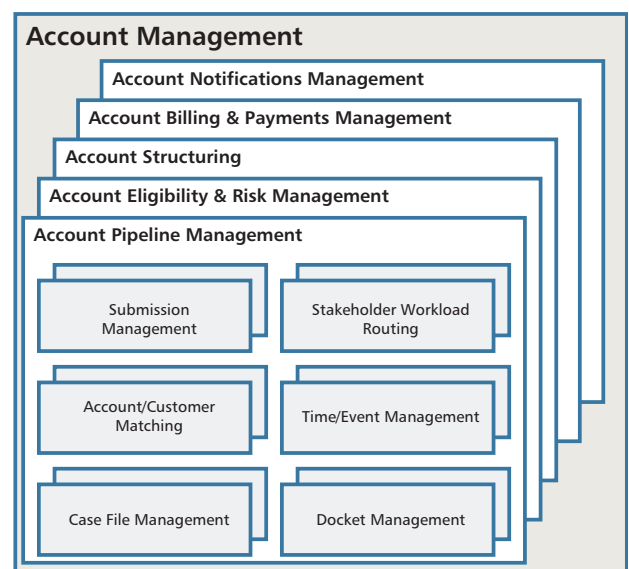 Account Management
Account Notifications Management
Account Billing & Payments Management
Account Structuring
Account Eligibility & Risk Management
Account Pipeline Management
Submission
Management
Stakeholder Workload
Routing
Account/Customer
Matching
Time/Event Management
Case File Management
Docket Management